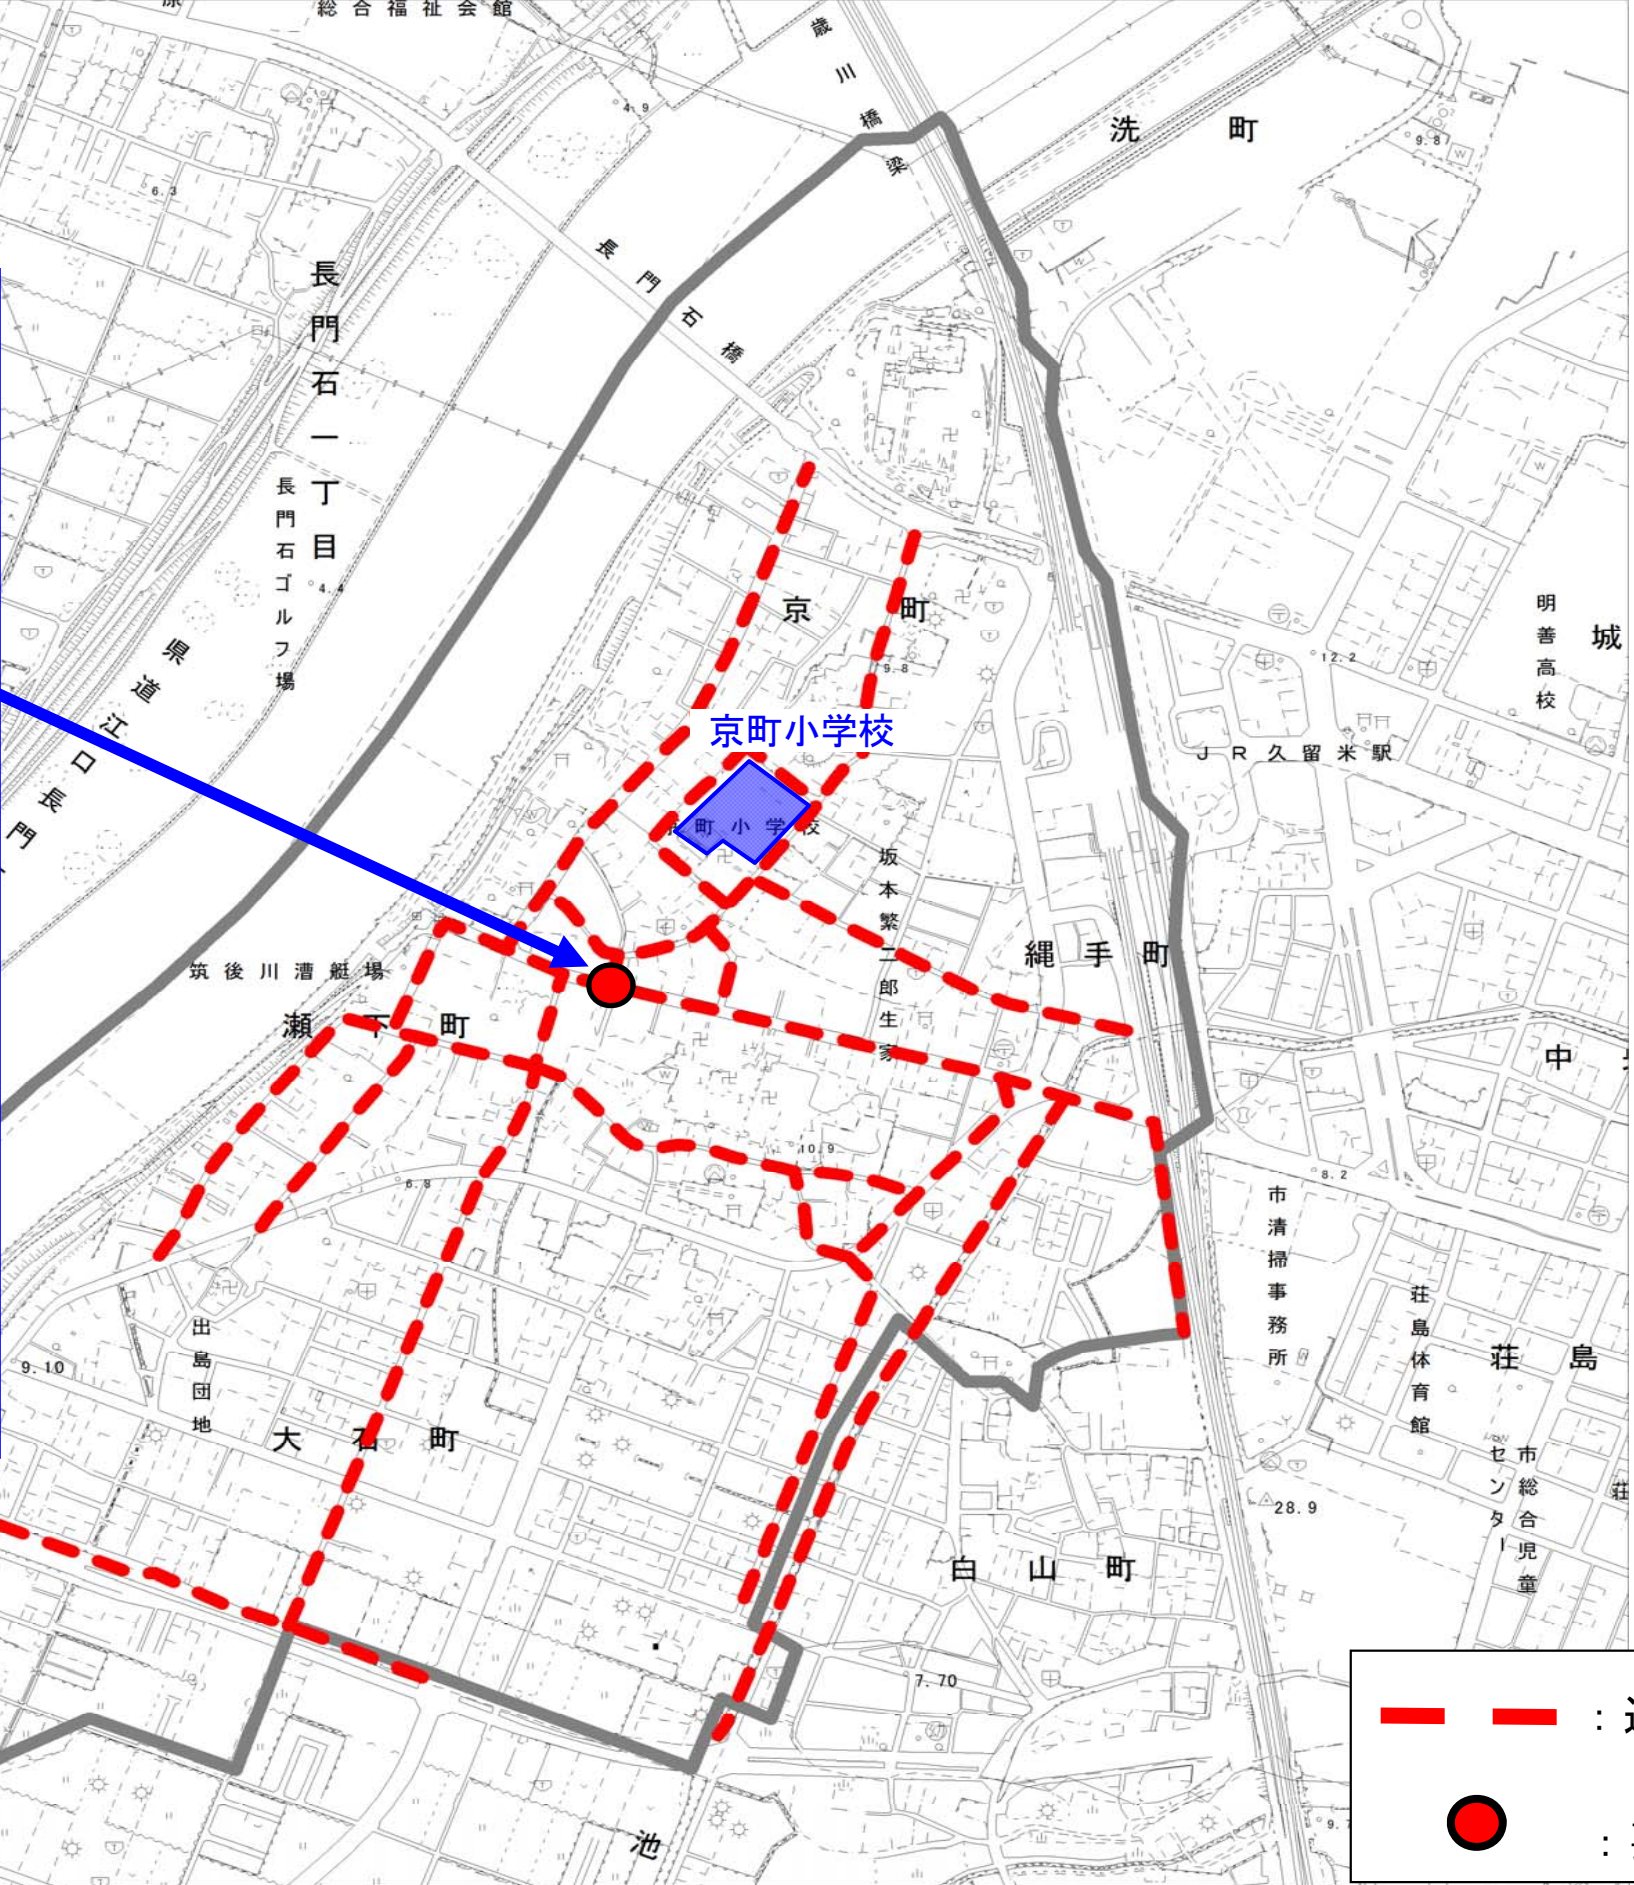 総合福祉会館
歳川橋梁
洗町
4.9
9.8
6.3
長門石橋
長門石一丁目
長門石ゴルフ場
4.4
県道江口長門
京町
9.8
明善高校
城
12.2
京町小学校
JR久留米駅
町小学校
坂本繁二郎生家
縄手町
筑後川漕艇場
瀬下町
中
10.9
6.8
8.2
市清掃事務所
荘島体育館
荘島
出島団地
9.10
大石町
市総合児童センター
荘
28.9
白山町
7.70
池
9.7
:
: